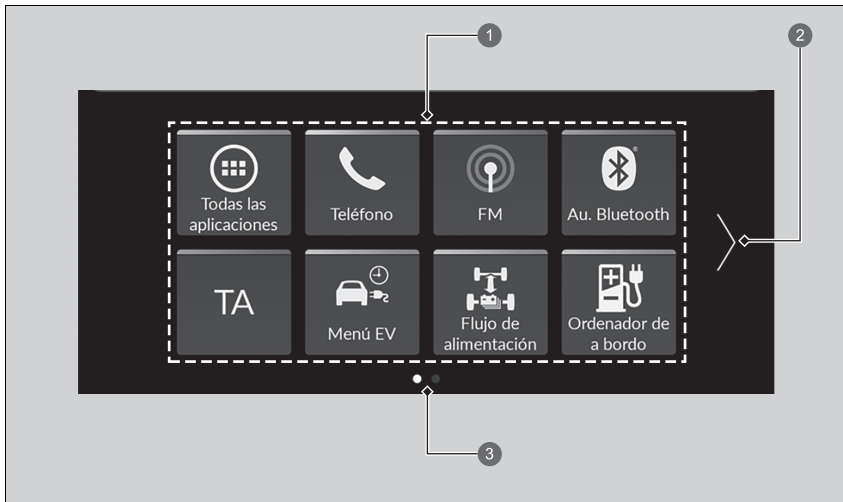 1
2
Todas las
aplicaciones
Teléfono
FM
Au. Bluetooth
®
TA
Menú EV
Flujo de
alimentación
Ordenador de
a bordo
3